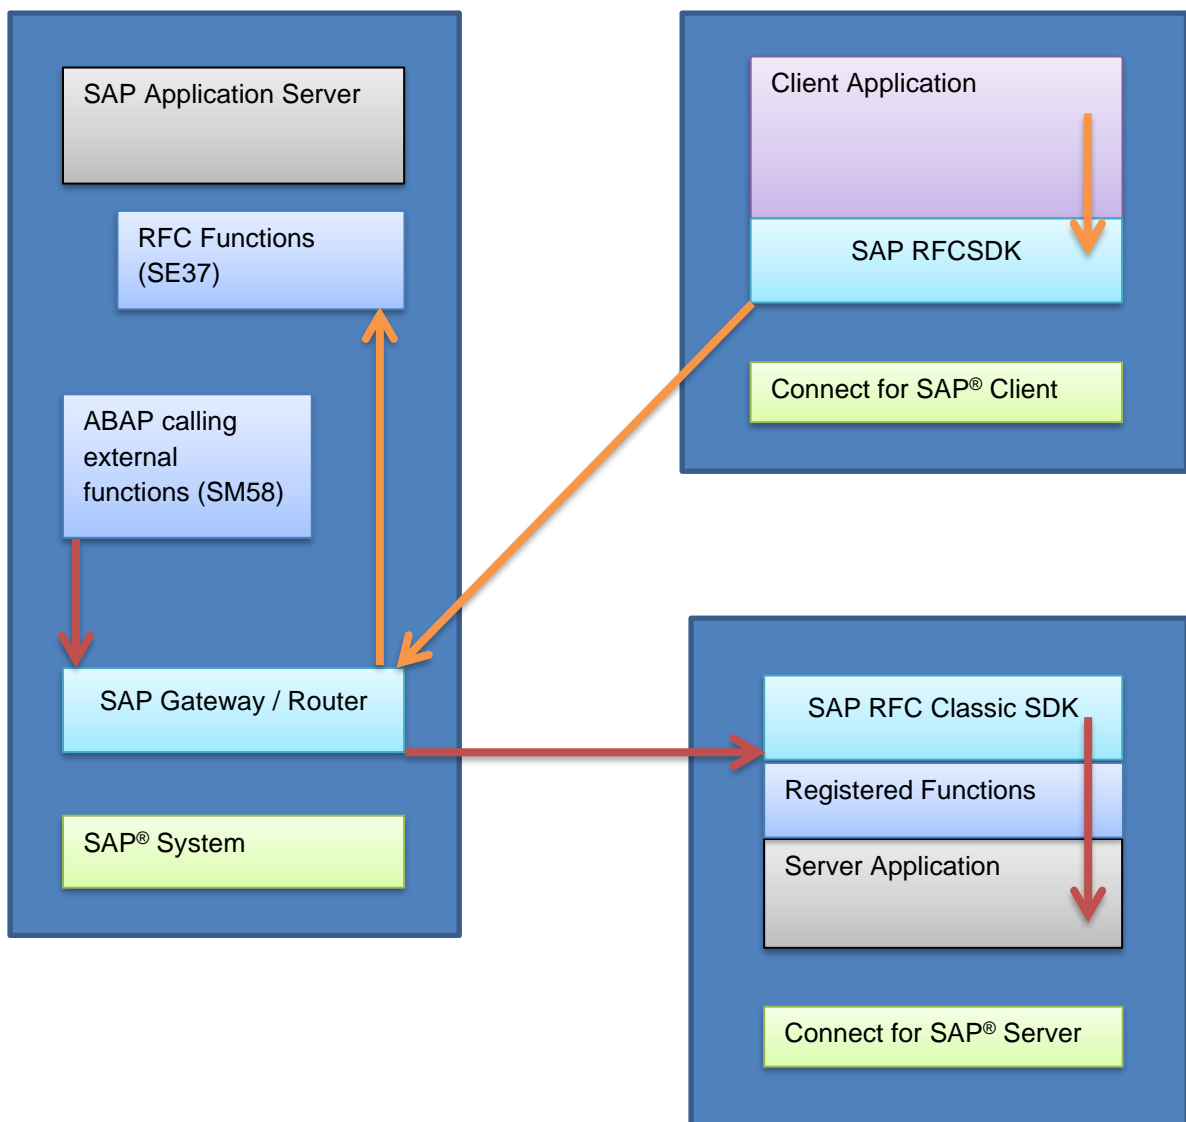 SAP Application Server
RFC Functions
(SE37)
ABAP calling
external
functions (SM58)
SAP Gateway / Router
SAP® System
Client Application
SAP RFCSDK
Connect for SAP® Client
SAP RFC Classic SDK
Registered Functions
Server Application
Connect for SAP® Server